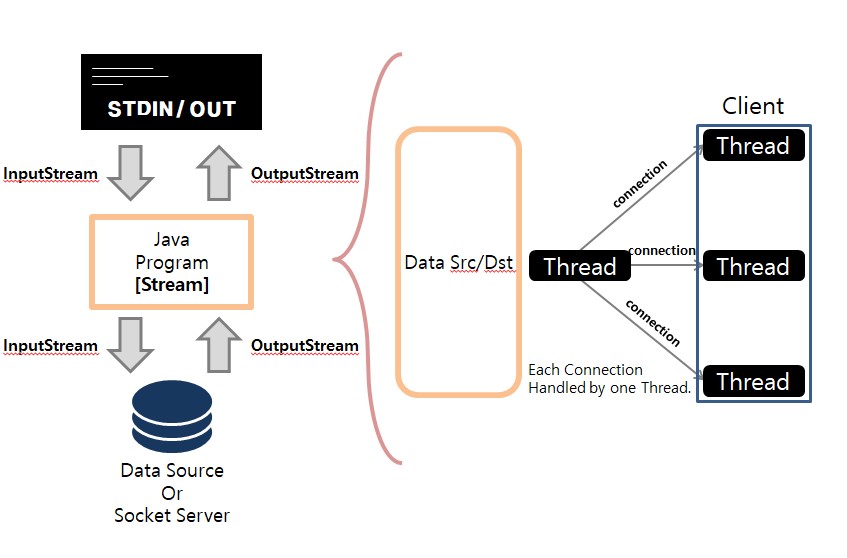 STDIN/OUT
InputStream
OutputStream
Java
Program
[Stream]
InputStream
OutputStream
Data Source
Or
Socket Server
Data Src/Dst
Thread
connection
connection
connection
Each Connection
Handled by one Thread.
Client
Thread
Thread
Thread